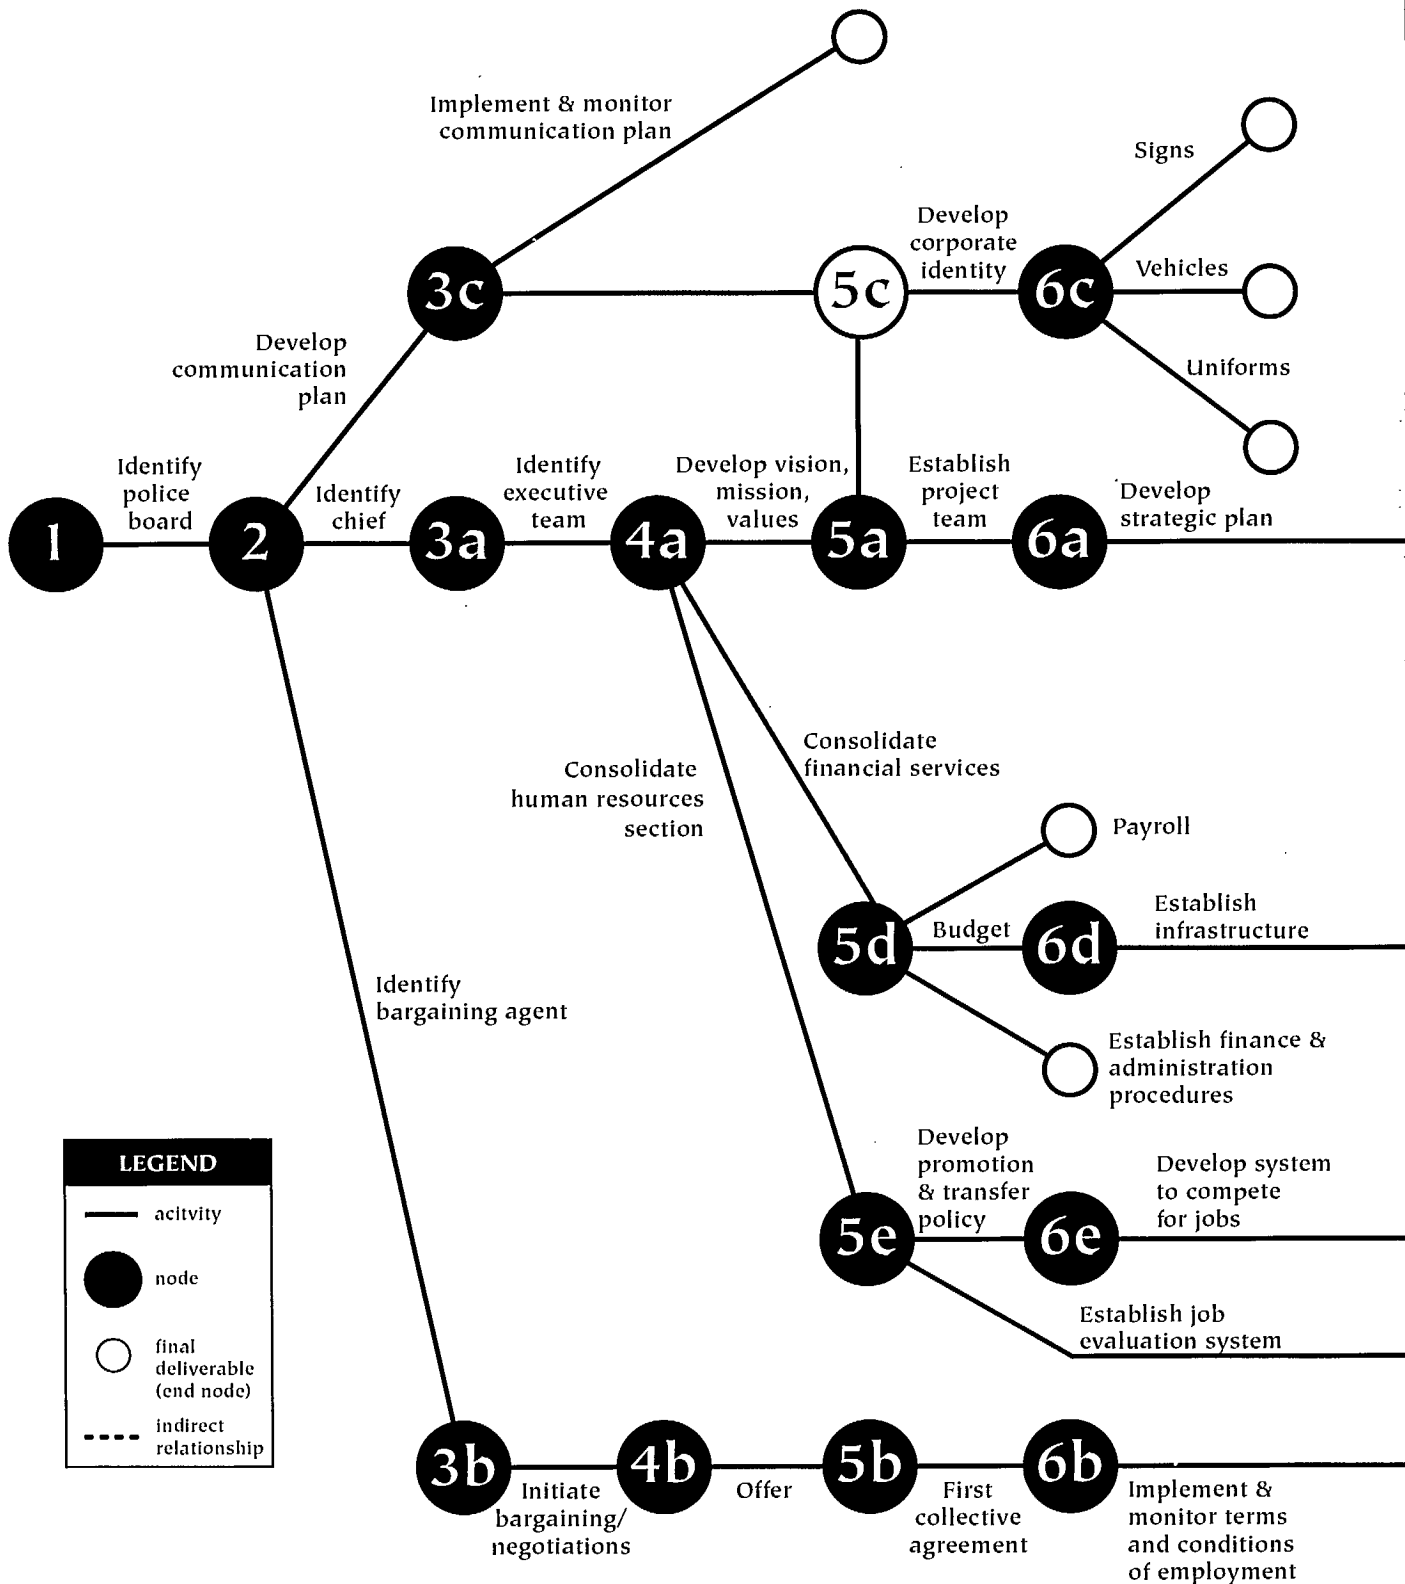 Implement & monitor
communication plan
Signs
Develop
corporate
identity
Vehicles
3c
5c
6c
Uniforms
Develop
communication
plan
Identify
police
board
Identify
chief
Identify
executive
team
Develop vision,
mission,
values
Establish
project
team
Develop
strategic plan
1
2
3a
4a
5a
6a
Consolidate
financial services
Consolidate
human resources
section
Payroll
Budget
Establish
infrastructure
5d
6d
Identify
bargaining agent
Establish finance &
administration
procedures
Develop
promotion
& transfer
policy
Develop system
to compete
for jobs
5e
6e
Establish job
evaluation system
LEGEND
acitvity
node
final
deliverable
(end node)
indirect
relationship
3b
4b
5b
6b
Initiate
bargaining/
negotiations
Offer
First
collective
agreement
Implement &
monitor terms
and conditions
of employment